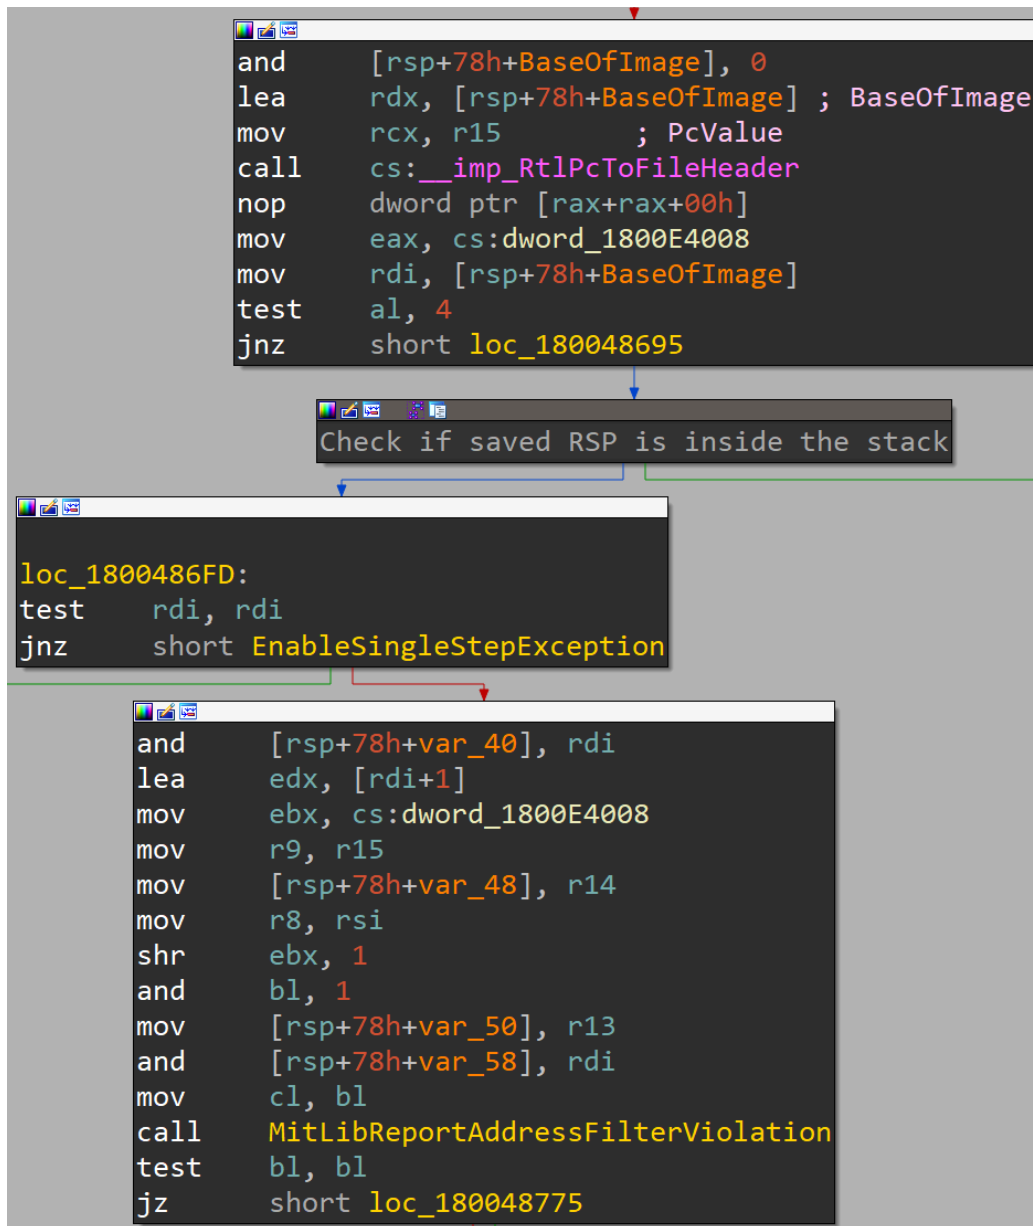 and [rsp+78h+BaseOfImage], 0
lea rdx, [rsp+78h+BaseOfImage] ; BaseOfImage
mov rcx, r15 ; PcValue
call cs:__imp_RtlPcToFileHeader
nop dword ptr [rax+rax+00h]
mov eax, cs:dword_1800E4008
mov rdi, [rsp+78h+BaseOfImage]
test al, 4
jnz short loc_180048695
Check if saved RSP is inside the stack
loc_1800486FD:
test rdi, rdi
jnz short EnableSingleStepException
and [rsp+78h+var_40], rdi
lea edx, [rdi+1]
mov ebx, cs:dword_1800E4008
mov r9, r15
mov [rsp+78h+var_48], r14
mov r8, rsi
shr ebx, 1
and bl, 1
mov [rsp+78h+var_50], r13
and [rsp+78h+var_58], rdi
mov cl, bl
call MitLibReportAddressFilterViolation
test bl, bl
jz short loc_180048775